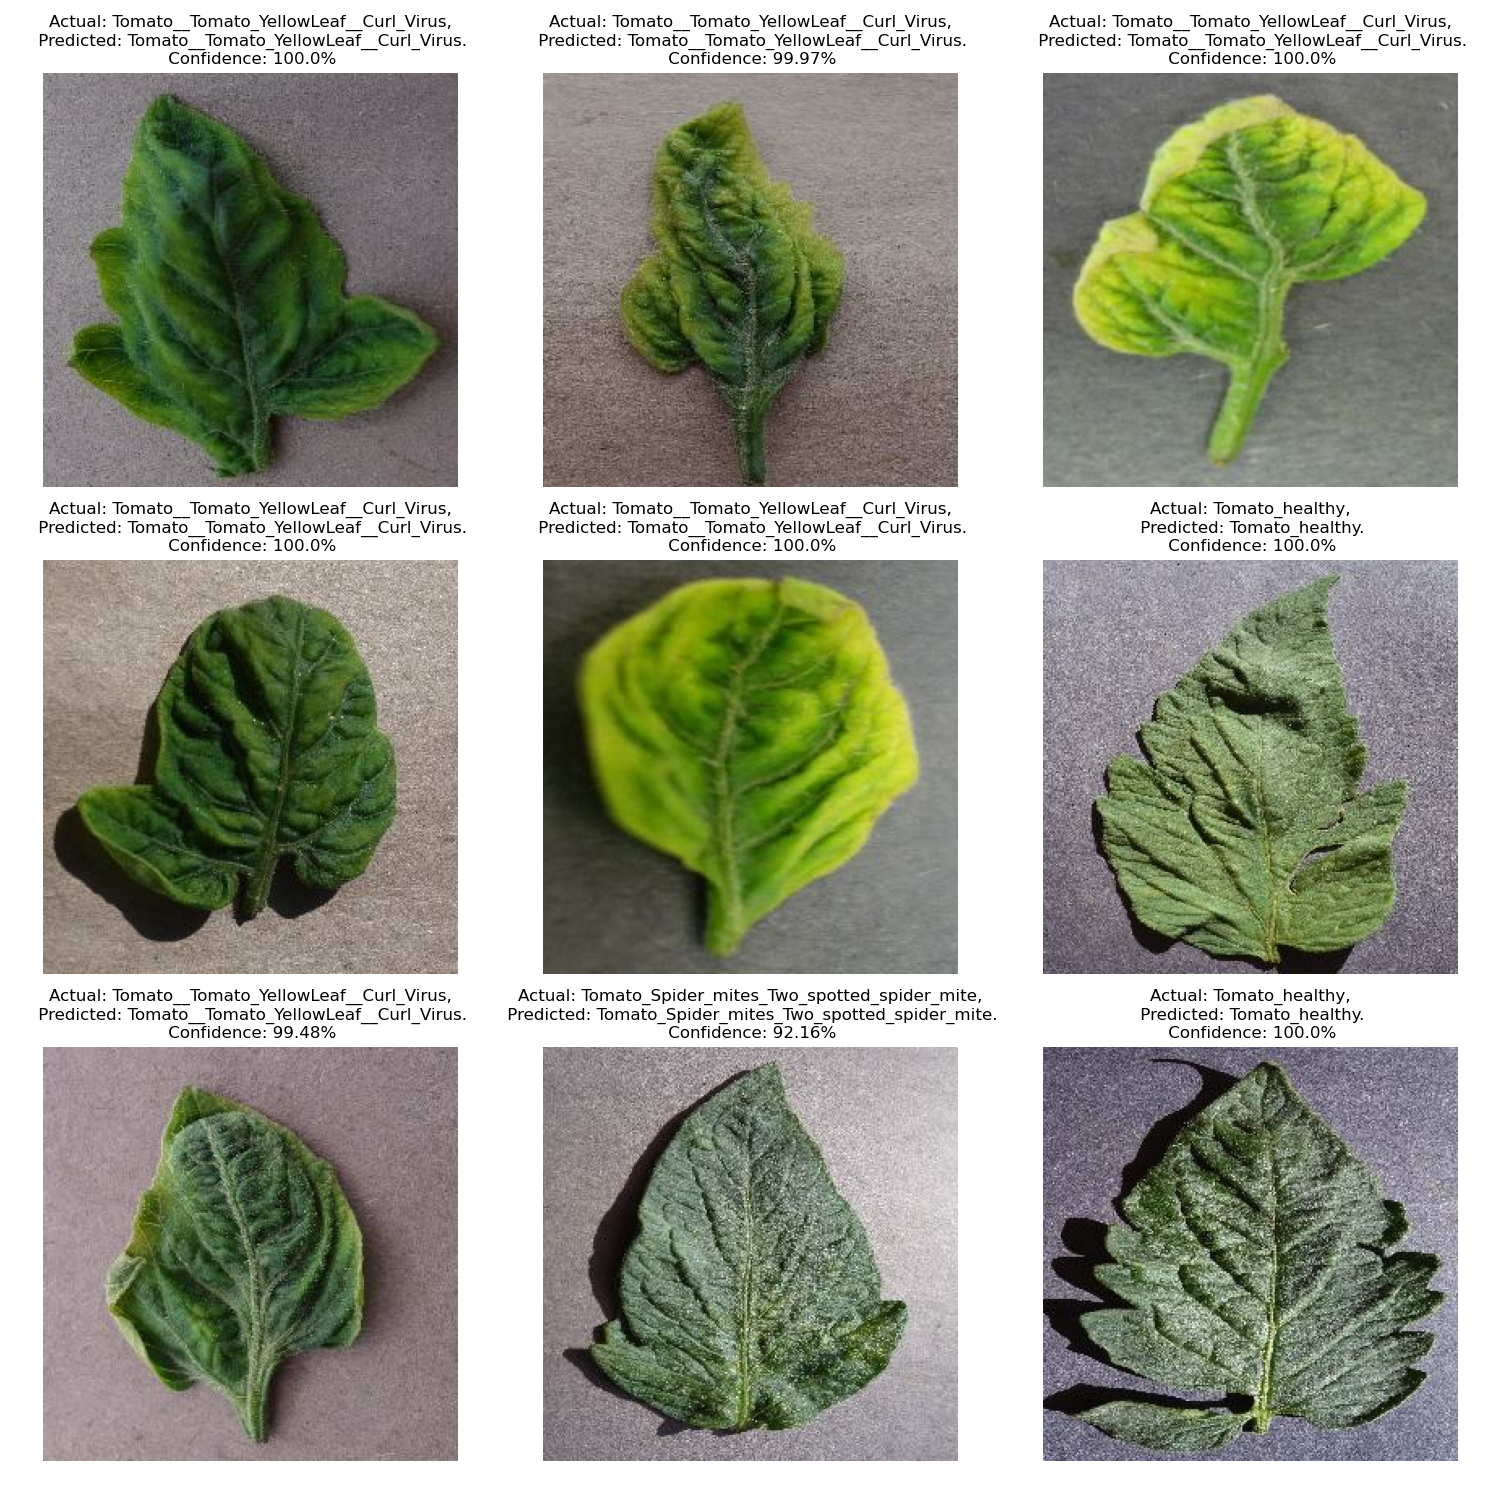 Actual: Tomato__Tomato_YellowLeaf__Curl_Virus,
Predicted: Tomato__Tomato_YellowLeaf__Curl_Virus.
Confidence: 100.0%
Actual: Tomato__Tomato_YellowLeaf__Curl_Virus,
Predicted: Tomato__Tomato_YellowLeaf__Curl_Virus.
Confidence: 99.97%
Actual: Tomato__Tomato_YellowLeaf__Curl_Virus,
Predicted: Tomato__Tomato_YellowLeaf__Curl_Virus.
Confidence: 100.0%
Actual: Tomato__Tomato_YellowLeaf__Curl_Virus,
Predicted: Tomato__Tomato_YellowLeaf__Curl_Virus.
Confidence: 100.0%
Actual: Tomato__Tomato_YellowLeaf__Curl_Virus,
Predicted: Tomato__Tomato_YellowLeaf__Curl_Virus.
Confidence: 100.0%
Actual: Tomato_healthy,
Predicted: Tomato_healthy.
Confidence: 100.0%
Actual: Tomato__Tomato_YellowLeaf__Curl_Virus,
Predicted: Tomato__Tomato_YellowLeaf__Curl_Virus.
Confidence: 99.48%
Actual: Tomato_Spider_mites_Two_spotted_spider_mite,
Predicted: Tomato_Spider_mites_Two_spotted_spider_mite.
Confidence: 92.16%
Actual: Tomato_healthy,
Predicted: Tomato_healthy.
Confidence: 100.0%